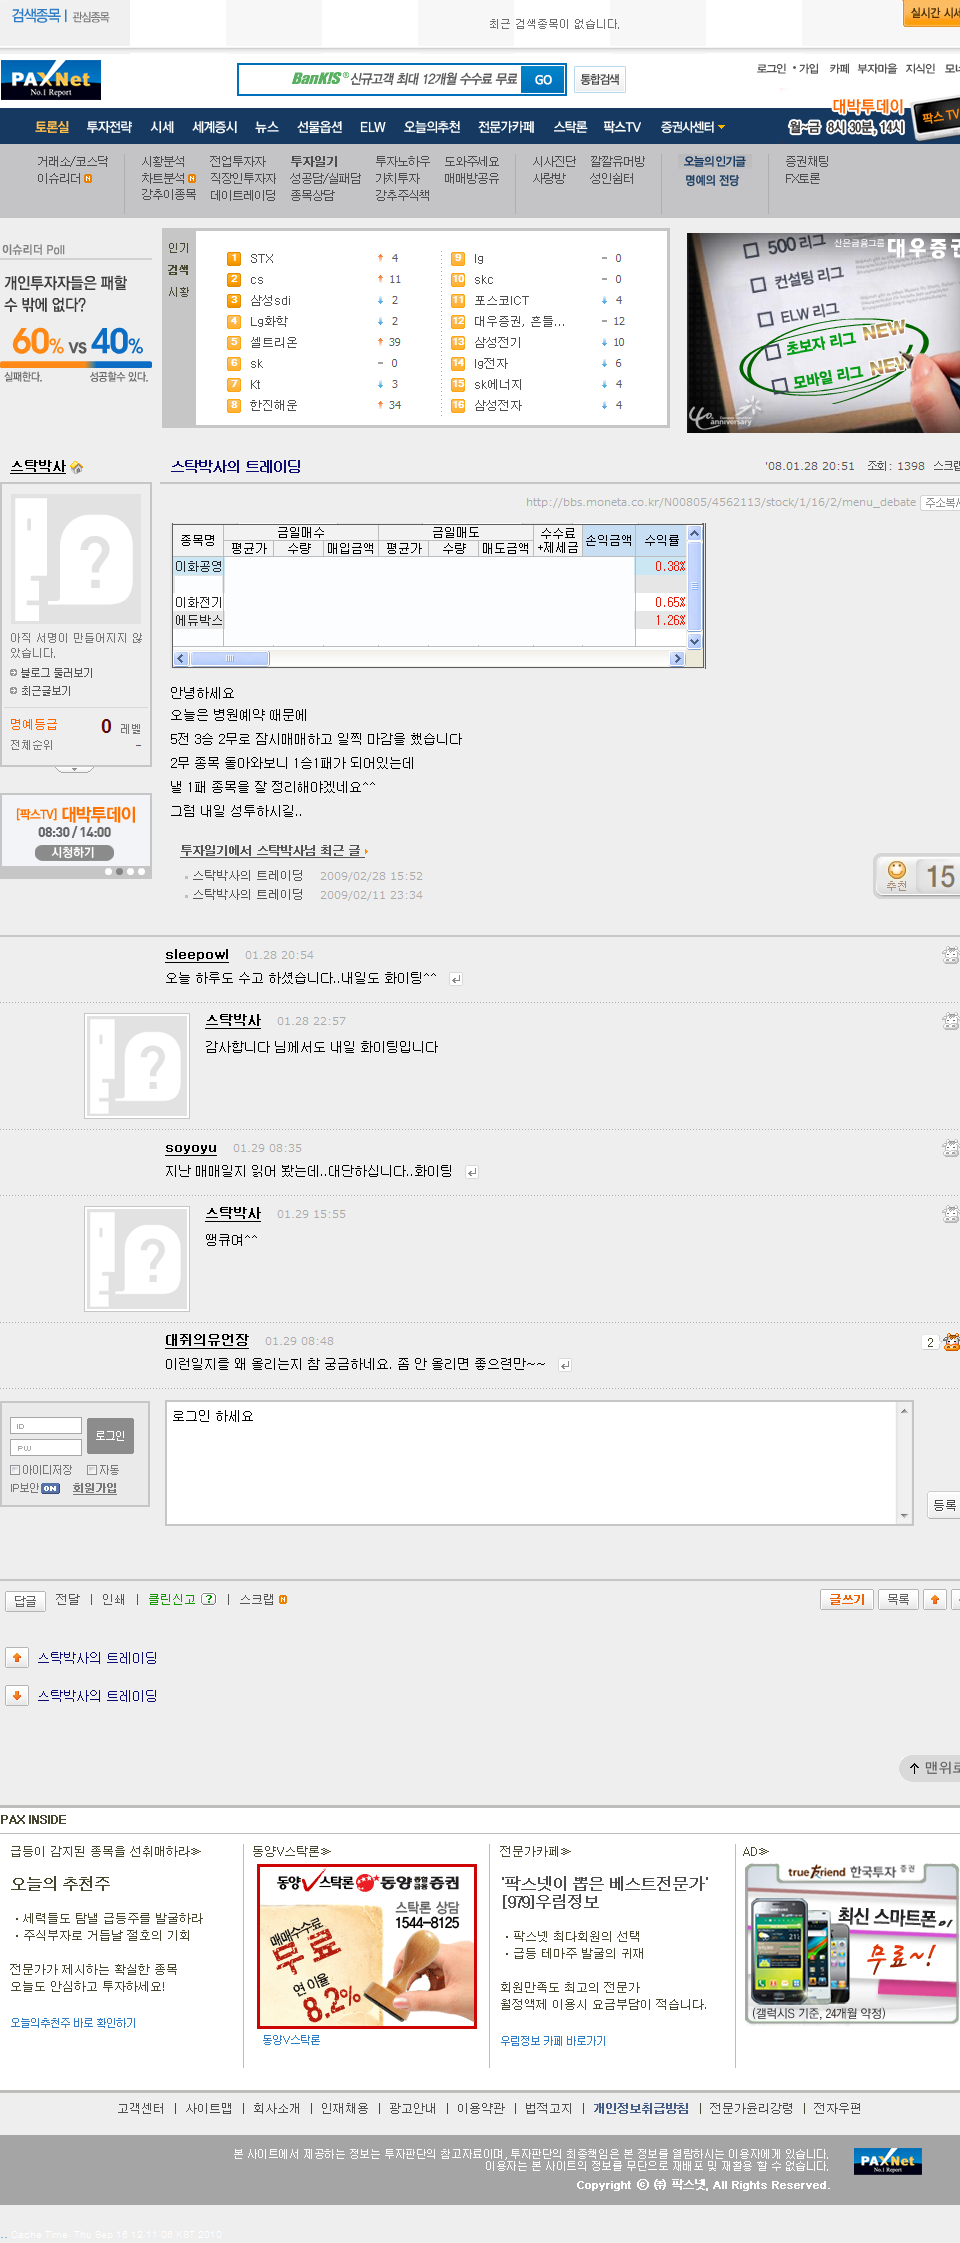 검색종목 | 관심종목
최근 검색종목이 없습니다.
실시간 시세
PAXNet
No.1 Report
BanKIS® 신규고객 최대 12개월 수수료 무료 GO 통합검색
로그인 • 가입 카페 부자마을 지식인 모네
토론실 투자전략 시세 세계증시 뉴스 선물옵션 ELW 오늘의추천 전문가카페 스탁론 팍스TV 증권사센터
대박투데이
월~금 8시 30분, 14시
팍스 TV
거래소/코스닥 시황분석 전업투자자 투자일기 투자노하우 도와주세요 시사진단 깔깔유머방 오늘의 인기글 증권채팅
이슈리더 N 차트분석 N 직장인투자자 성공담/실패담 가치투자 매매방공유 사랑방 성인쉼터 명예의 전당 FX토론
강추이종목 데이트레이딩 종목상담 강추주식책
이슈리더 Poll
개인투자자들은 패할
수 밖에 없다?
60% VS 40%
실패한다. 성공할수 있다.
인기
검색
시황
1 STX 4
2 cs 11
3 삼성sdi 2
4 Lg화학 2
5 셀트리온 39
6 sk - 0
7 Kt 3
8 한진해운 34
9 lg - 0
10 skc - 0
11 포스코ICT 4
12 대우증권, 흔들... - 12
13 삼성전기 10
14 lg전자 6
15 sk에너지 4
16 삼성전자 4
산은금융그룹 대우증권
500 리그
컨설팅 리그
ELW 리그
초보자 리그 NEW
모바일 리그 NEW
40th anniversary
스탁박사
스탁박사의 트레이딩
'08.01.28 20:51 조회: 1398 스크랩
http://bbs.moneta.co.kr/N00805/4562113/stock/1/16/2/menu_debate 주소복사
아직 서명이 만들어지지 않
았습니다.
블로그 둘러보기
최근글보기
명예등급 0 레벨
전체순위 -
종목명 금일매수 금일매도 수수료+제세금 손익금액 수익률
평균가 수량 매입금액 평균가 수량 매도금액
이화공영 0.38%
이화전기 0.65%
에듀박스 1.26%
안녕하세요
오늘은 병원예약 때문에
5전 3승 2무로 잠시매매하고 일찍 마감을 했습니다
2무 종목 돌아와보니 1승1패가 되어있는데
낼 1패 종목을 잘 정리해야겠네요^^
그럼 내일 성투하시길..
[팍스TV] 대박투데이
08:30 / 14:00
시청하기
투자일기에서 스탁박사님 최근 글
스탁박사의 트레이딩 2009/02/28 15:52
스탁박사의 트레이딩 2009/02/11 23:34
추천 15
sleepowl 01.28 20:54
오늘 하루도 수고 하셨습니다..내일도 화이팅^^
스탁박사 01.28 22:57
감사합니다 님께서도 내일 화이팅입니다
soyoyu 01.29 08:35
지난 매매일지 읽어 봤는데..대단하십니다..화이팅
스탁박사 01.29 15:55
땡큐여^^
대쥐의유언장 01.29 08:48
2
이런일지를 왜 올리는지 참 궁금하네요. 좀 안 올리면 좋으련만~~
ID
PW
로그인
아이디저장 자동
IP보안 ON 회원가입
로그인 하세요
등록
답글 전달 | 인쇄 | 클린신고 ? | 스크랩 N
글쓰기 목록
스탁박사의 트레이딩
스탁박사의 트레이딩
↑ 맨위로
PAX INSIDE
급등이 감지된 종목을 선취매하라≫
오늘의 추천주
· 세력들도 탐낼 급등주를 발굴하라
· 주식부자로 거듭날 절호의 기회
전문가가 제시하는 확실한 종목
오늘도 안심하고 투자하세요!
오늘의추천주 바로 확인하기
동양V스탁론≫
동양V스탁론 동양종합금융증권
스탁론 상담
1544-8125
매매수수료
무료
연 이율
8.2%
동양V스탁론
전문가카페≫
'팍스넷이 뽑은 베스트전문가'
[979]우림정보
· 팍스넷 최다회원의 선택
· 급등 테마주 발굴의 귀재
회원만족도 최고의 전문가
월정액제 이용시 요금부담이 적습니다.
우림정보 카페 바로가기
AD≫
true Friend 한국투자 증권
최신 스마트폰이
무료~!
(갤럭시S 기준, 24개월 약정)
고객센터 | 사이트맵 | 회사소개 | 인재채용 | 광고안내 | 이용약관 | 법적고지 | 개인정보취급방침 | 전문가윤리강령 | 전자우편
본 사이트에서 제공하는 정보는 투자판단의 참고자료이며, 투자판단의 최종책임은 본 정보를 열람하시는 이용자에게 있습니다.
이용자는 본 사이트의 정보를 무단으로 재배포 및 재활용 할 수 없습니다.
Copyright ⓒ ㈜ 팍스넷, All Rights Reserved.
PAXNet
No.1 Report